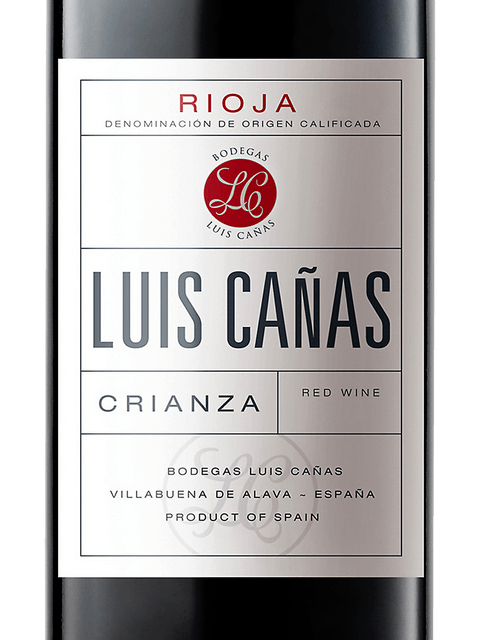 RIOJA
DENOMINACIÓN DE ORIGEN CALIFICADA
BODEGAS
LC
LUIS CAÑAS
LUIS CAÑAS
CRIANZA
RED WINE
BODEGAS LUIS CAÑAS
VILLABUENA DE ALAVA ~ ESPAÑA
PRODUCT OF SPAIN